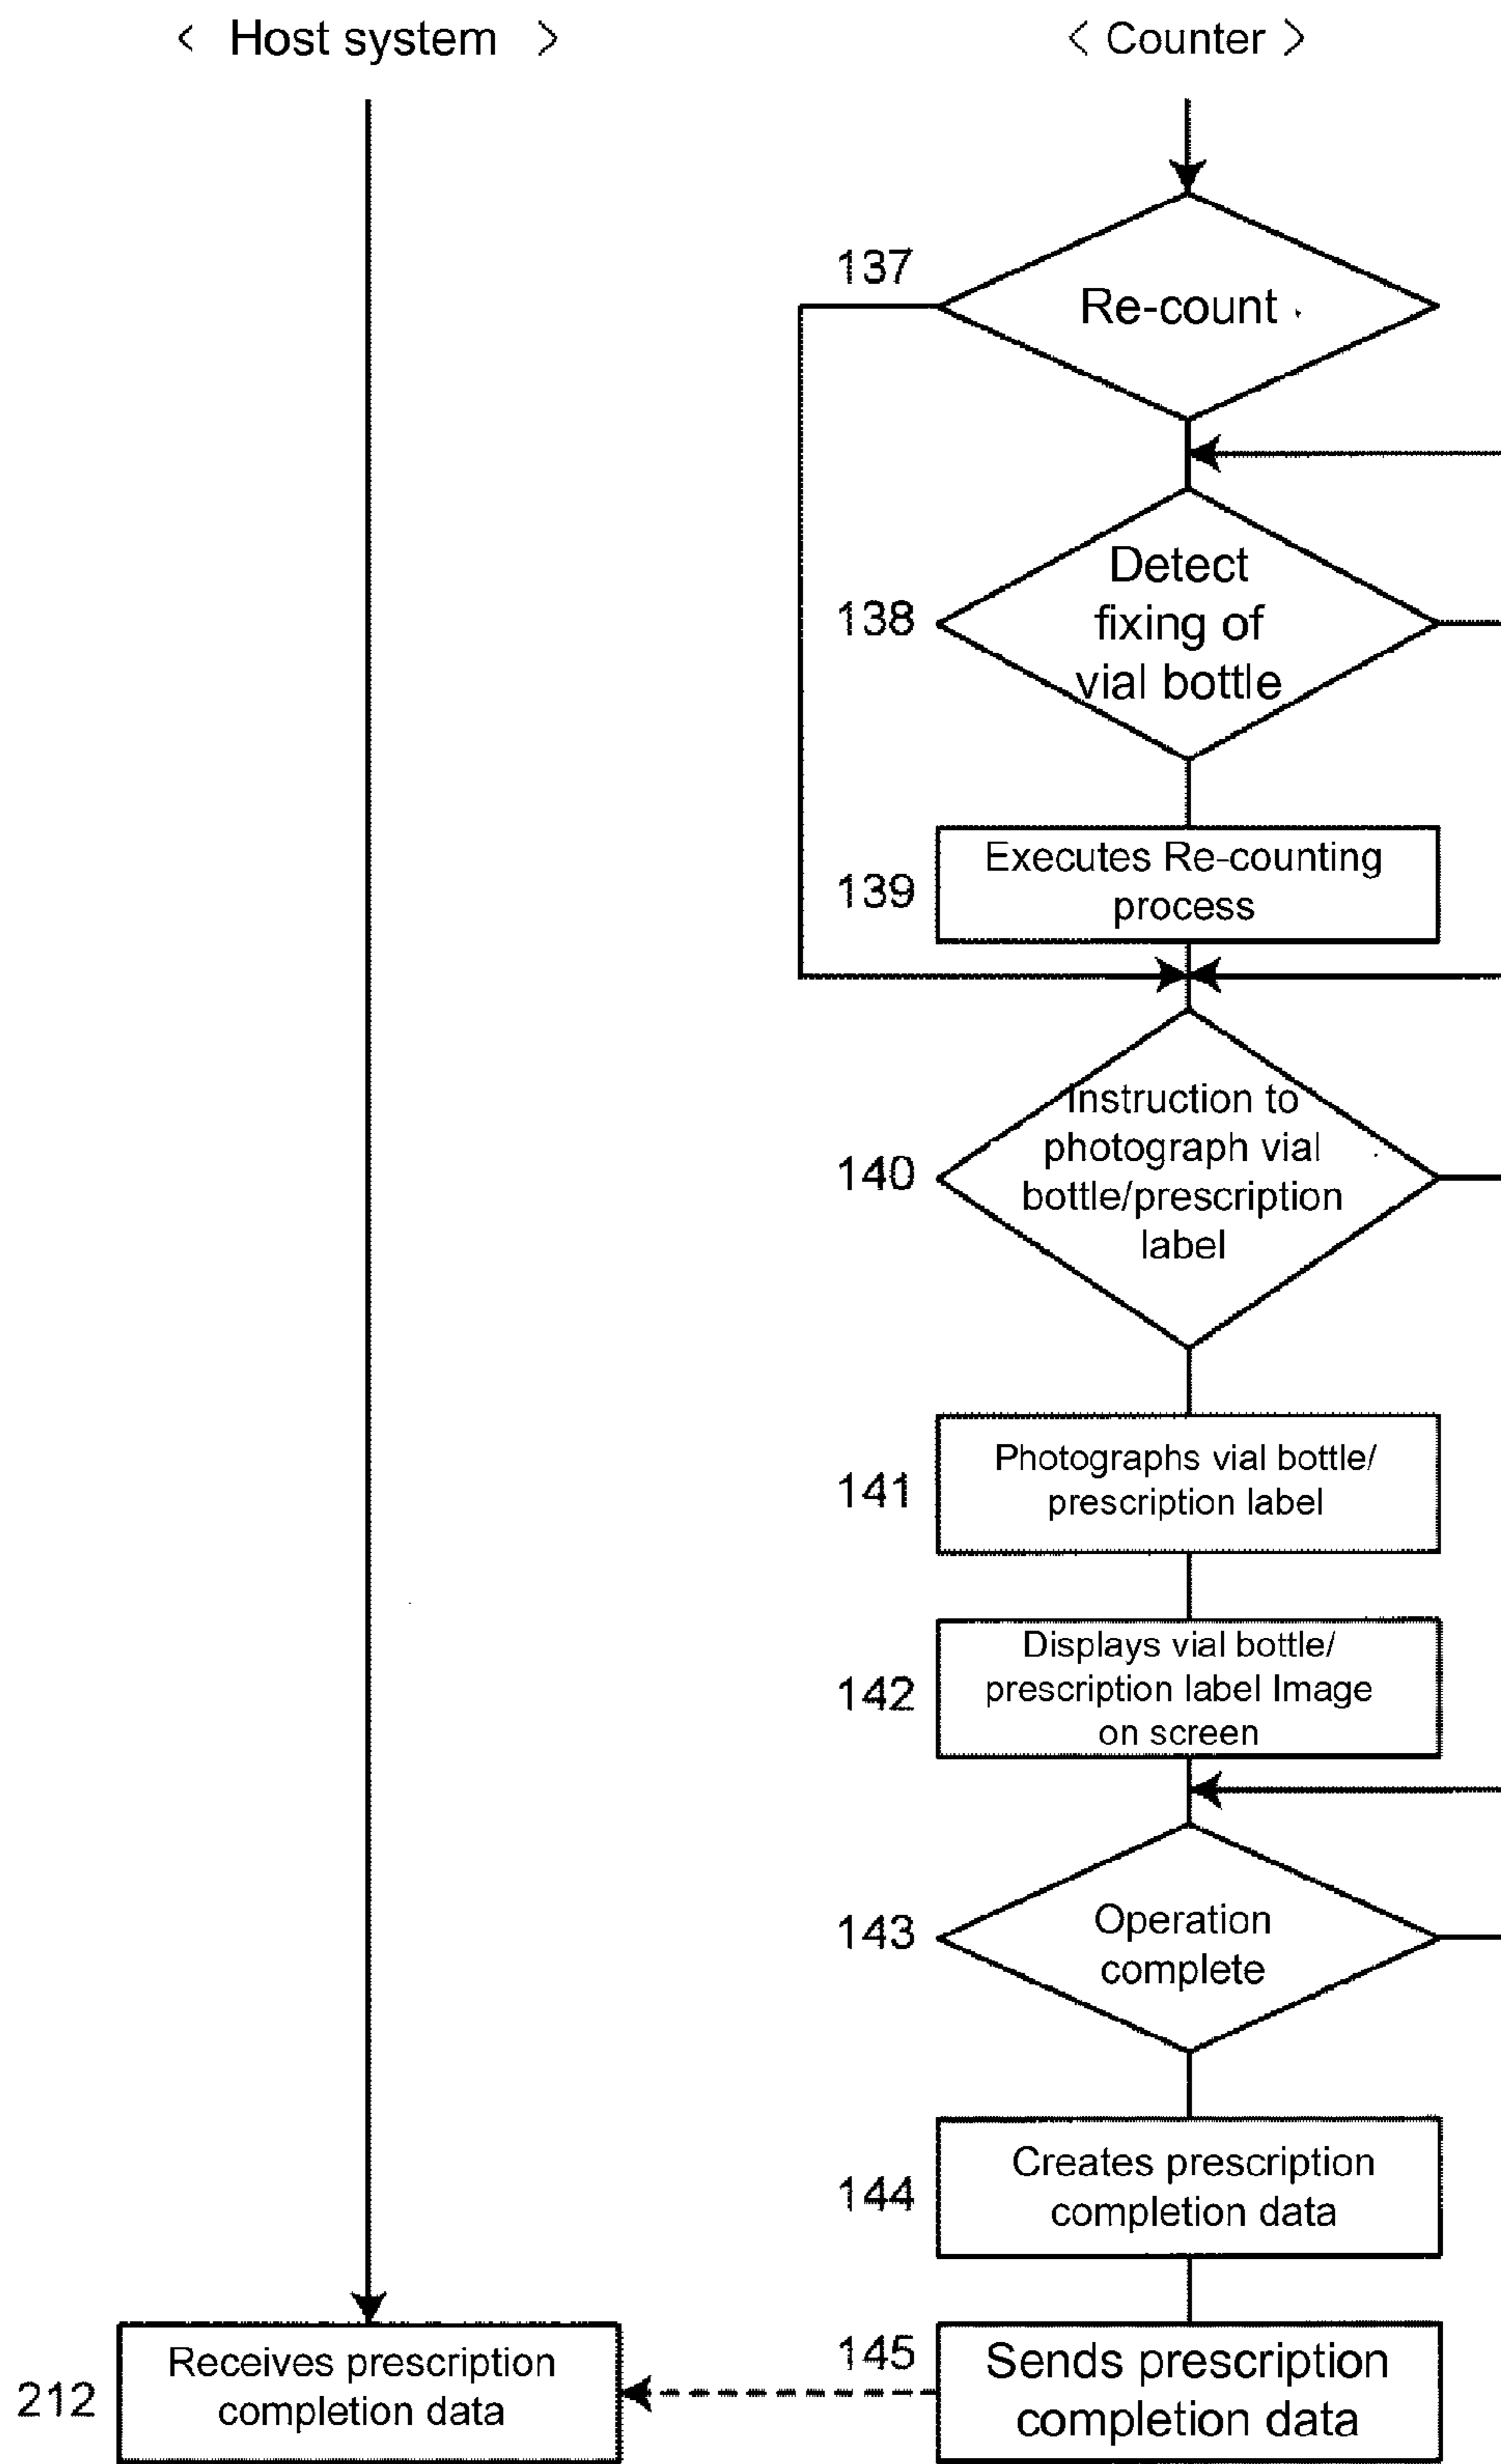 < Host system >
< Counter >
137
Re-count
138
Detect
fixing of
vial bottle
139
Executes Re-counting
process
140
Instruction to
photograph vial
bottle/prescription
label
141
Photographs vial bottle/
prescription label
142
Displays vial bottle/
prescription label Image
on screen
143
Operation
complete
144
Creates prescription
completion data
212
Receives prescription
completion data
145
Sends prescription
completion data